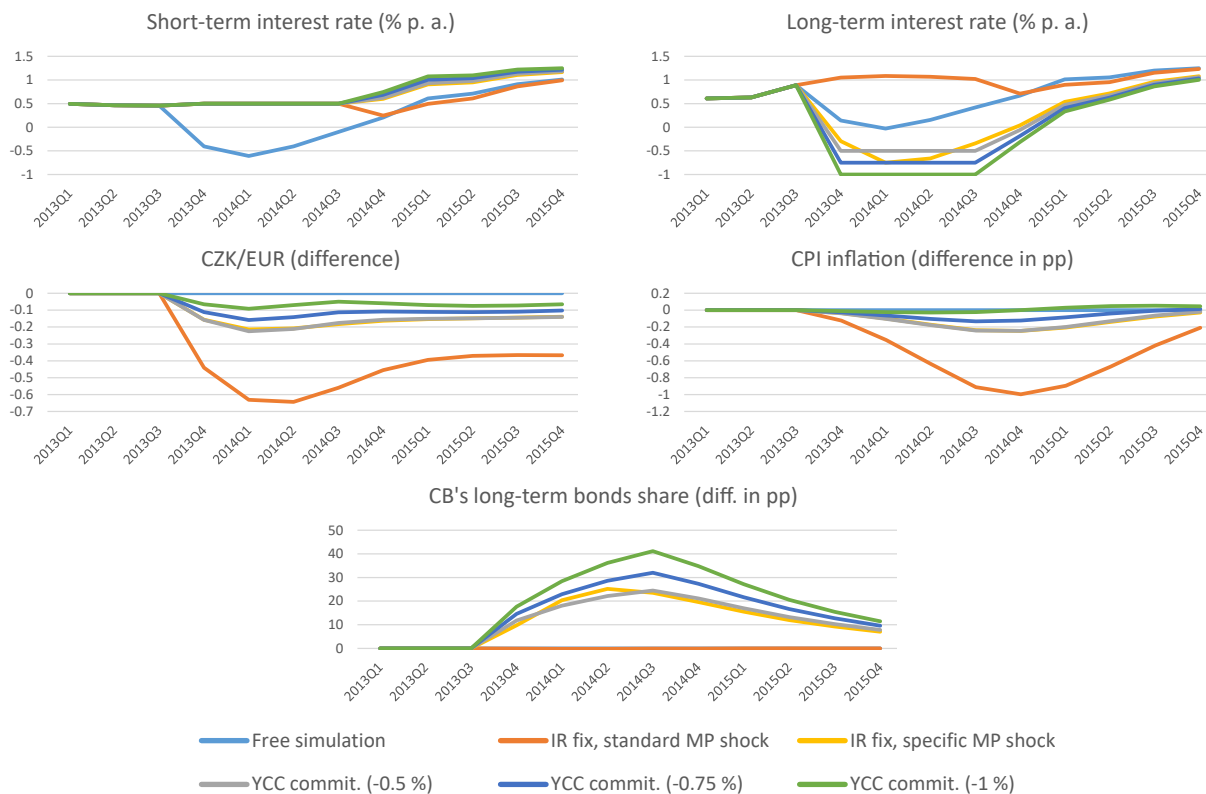 Short-term interest rate (% p. a.)
1.5
1
0.5
0
-0.5
-1
2013Q1 2013Q2 2013Q3 2013Q4 2014Q1 2014Q2 2014Q3 2014Q4 2015Q1 2015Q2 2015Q3 2015Q4
Long-term interest rate (% p. a.)
1.5
1
0.5
0
-0.5
-1
2013Q1 2013Q2 2013Q3 2013Q4 2014Q1 2014Q2 2014Q3 2014Q4 2015Q1 2015Q2 2015Q3 2015Q4
CZK/EUR (difference)
0
-0.1
-0.2
-0.3
-0.4
-0.5
-0.6
-0.7
2013Q1 2013Q2 2013Q3 2013Q4 2014Q1 2014Q2 2014Q3 2014Q4 2015Q1 2015Q2 2015Q3 2015Q4
CPI inflation (difference in pp)
0.2
0
-0.2
-0.4
-0.6
-0.8
-1
-1.2
2013Q1 2013Q2 2013Q3 2013Q4 2014Q1 2014Q2 2014Q3 2014Q4 2015Q1 2015Q2 2015Q3 2015Q4
CB's long-term bonds share (diff. in pp)
50
40
30
20
10
0
2013Q1 2013Q2 2013Q3 2013Q4 2014Q1 2014Q2 2014Q3 2014Q4 2015Q1 2015Q2 2015Q3 2015Q4
Free simulation
IR fix, standard MP shock
IR fix, specific MP shock
YCC commit. (-0.5 %)
YCC commit. (-0.75 %)
YCC commit. (-1 %)